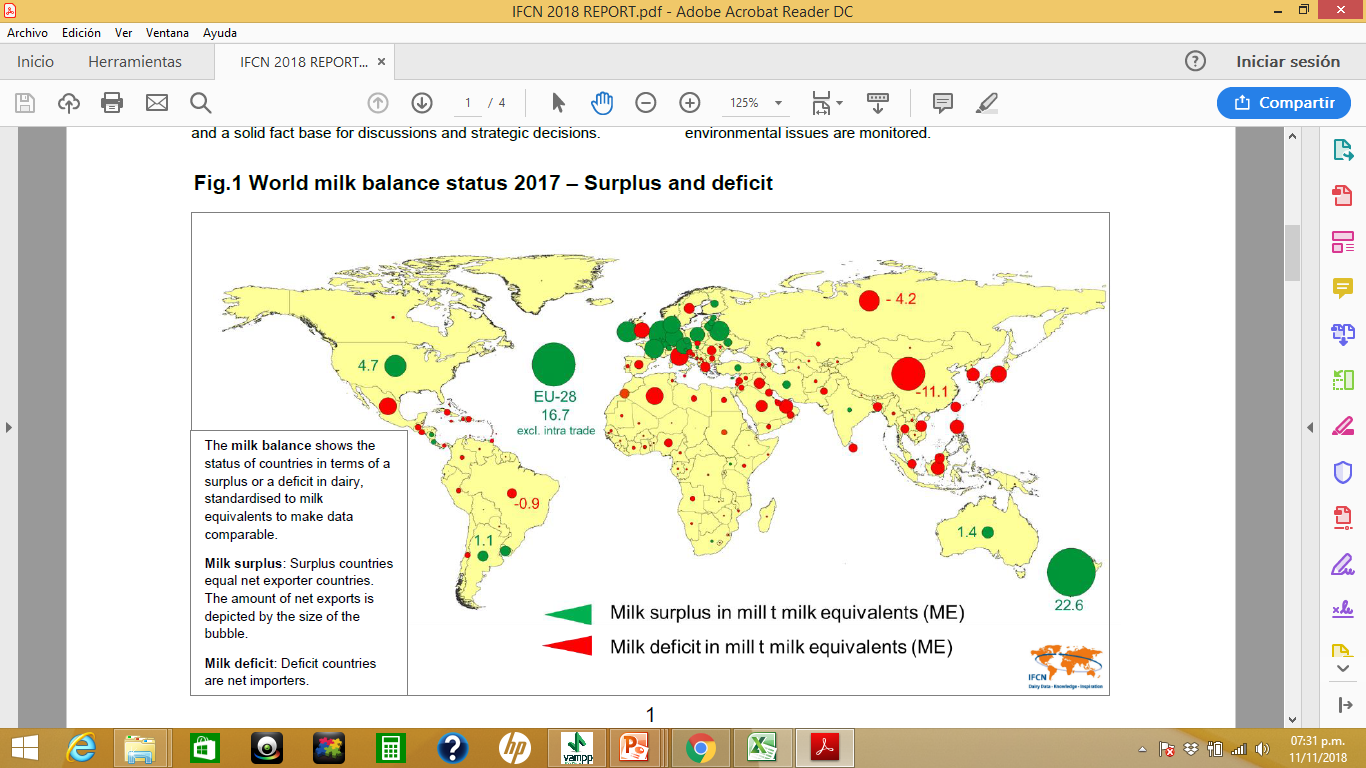 IFCN 2018 REPORT.pdf - Adobe Acrobat Reader DC
Archivo Edición Ver Ventana Ayuda
Inicio Herramientas IFCN 2018 REPORT... × Iniciar sesión
1 / 4 125% Compartir
and a solid fact base for discussions and strategic decisions.
environmental issues are monitored.
Fig.1 World milk balance status 2017 – Surplus and deficit
- 4.2
4.7
EU-28
16.7
excl. intra trade
-11.1
-0.9
1.1
1.4
22.6
The milk balance shows the
status of countries in terms of a
surplus or a deficit in dairy,
standardised to milk
equivalents to make data
comparable.
Milk surplus: Surplus countries
equal net exporter countries.
The amount of net exports is
depicted by the size of the
bubble.
Milk deficit: Deficit countries
are net importers.
Milk surplus in mill t milk equivalents (ME)
Milk deficit in mill t milk equivalents (ME)
IFCN
Dairy Data - Knowledge - Inspiration
1
vampp
hp
07:31 p.m.
11/11/2018